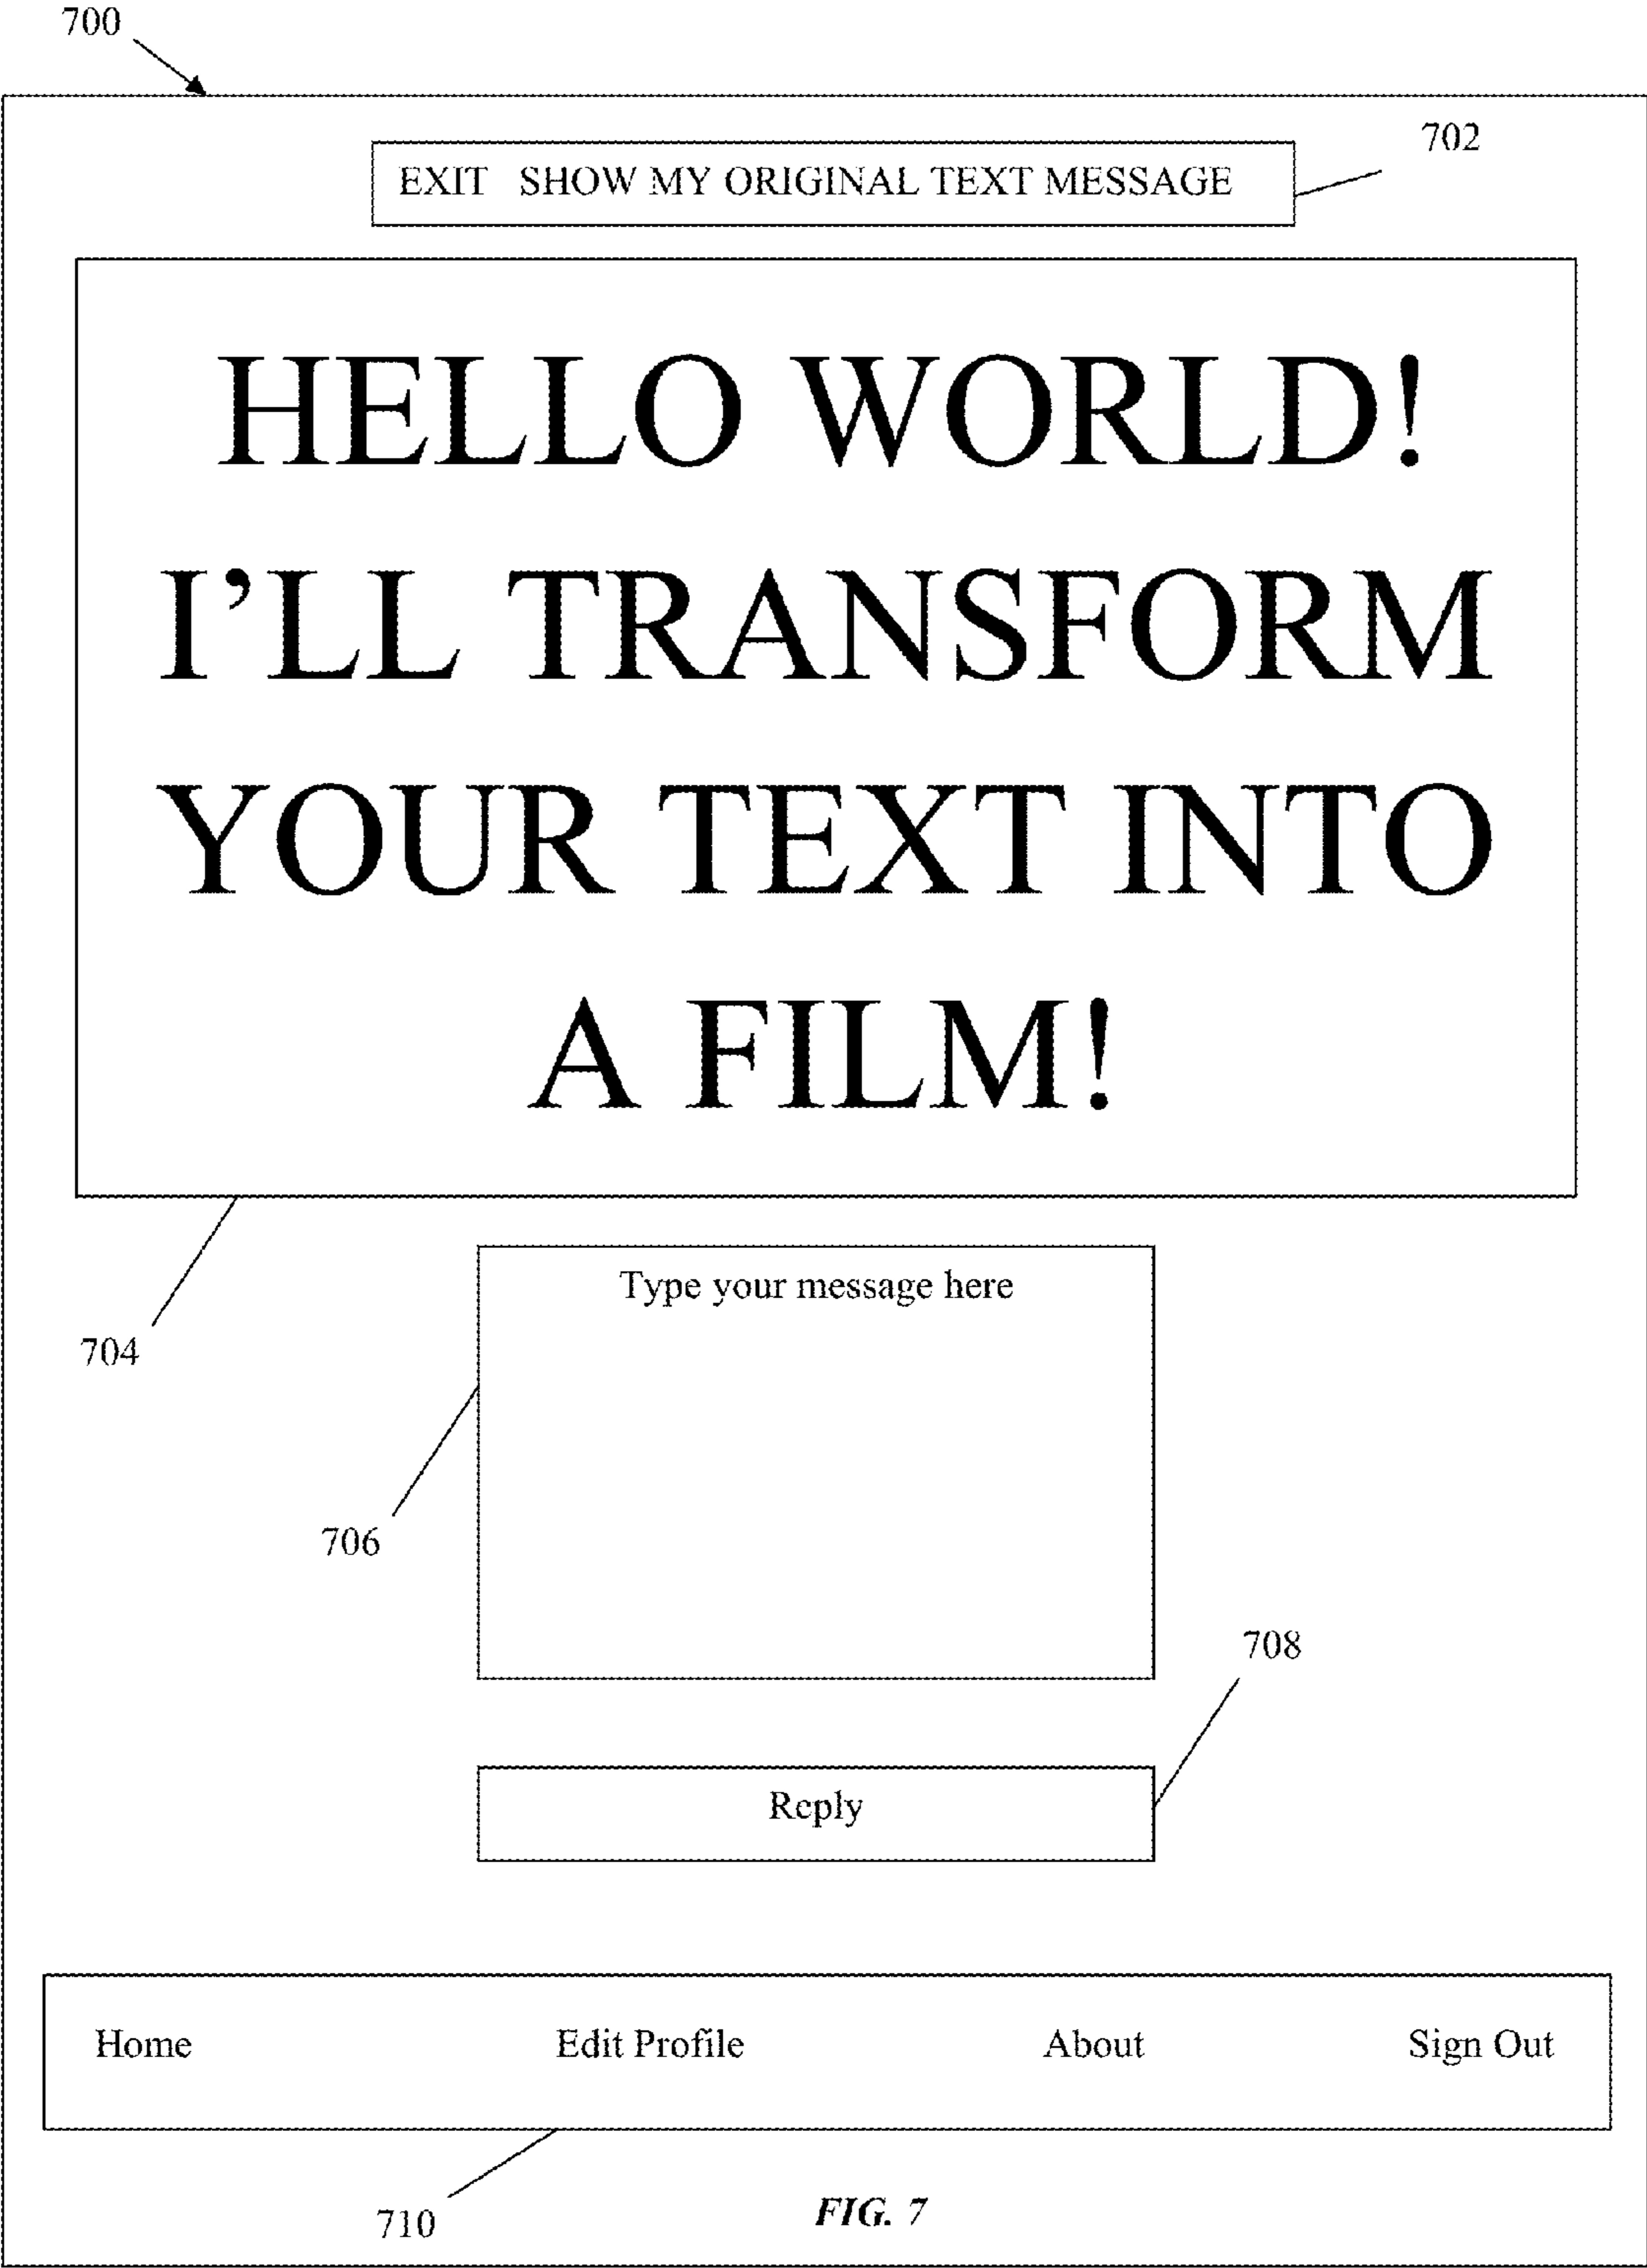 700
702
EXIT SHOW MY ORIGINAL TEXT MESSAGE
HELLO WORLD!
I’LL TRANSFORM
YOUR TEXT INTO
A FILM!
704
Type your message here
706
708
Reply
Home Edit Profile About Sign Out
710
FIG. 7